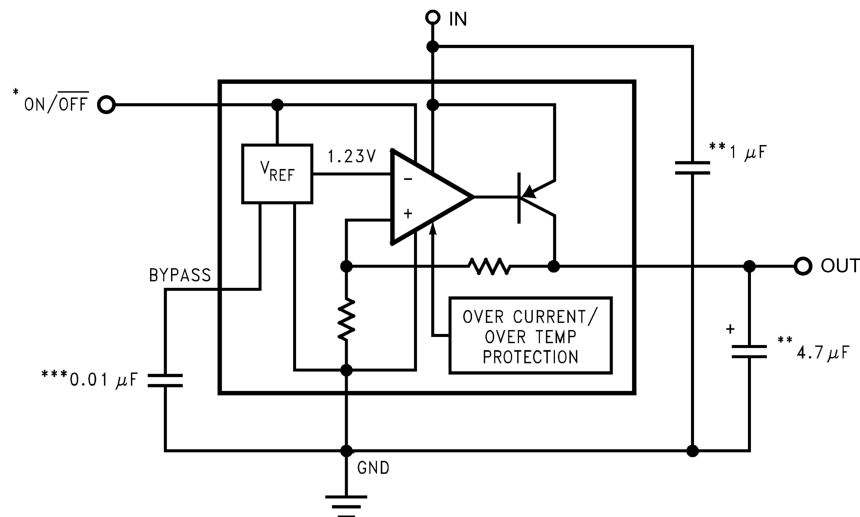 IN
*ON/OFF
**1 μF
1.23V
VREF
−
+
BYPASS
OUT
OVER CURRENT/
OVER TEMP
PROTECTION
+
**4.7 μF
***0.01 μF
GND